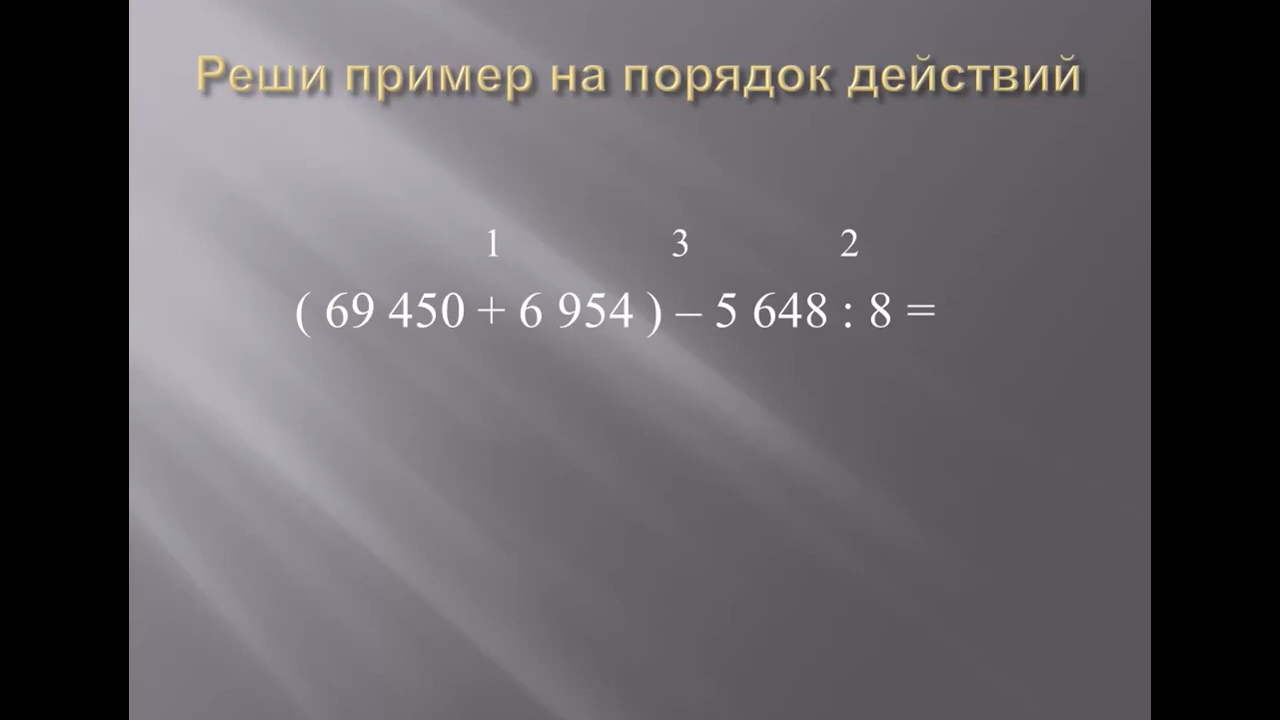 Реши пример на порядок действий
1 3 2
( 69 450 + 6 954 ) – 5 648 : 8 =